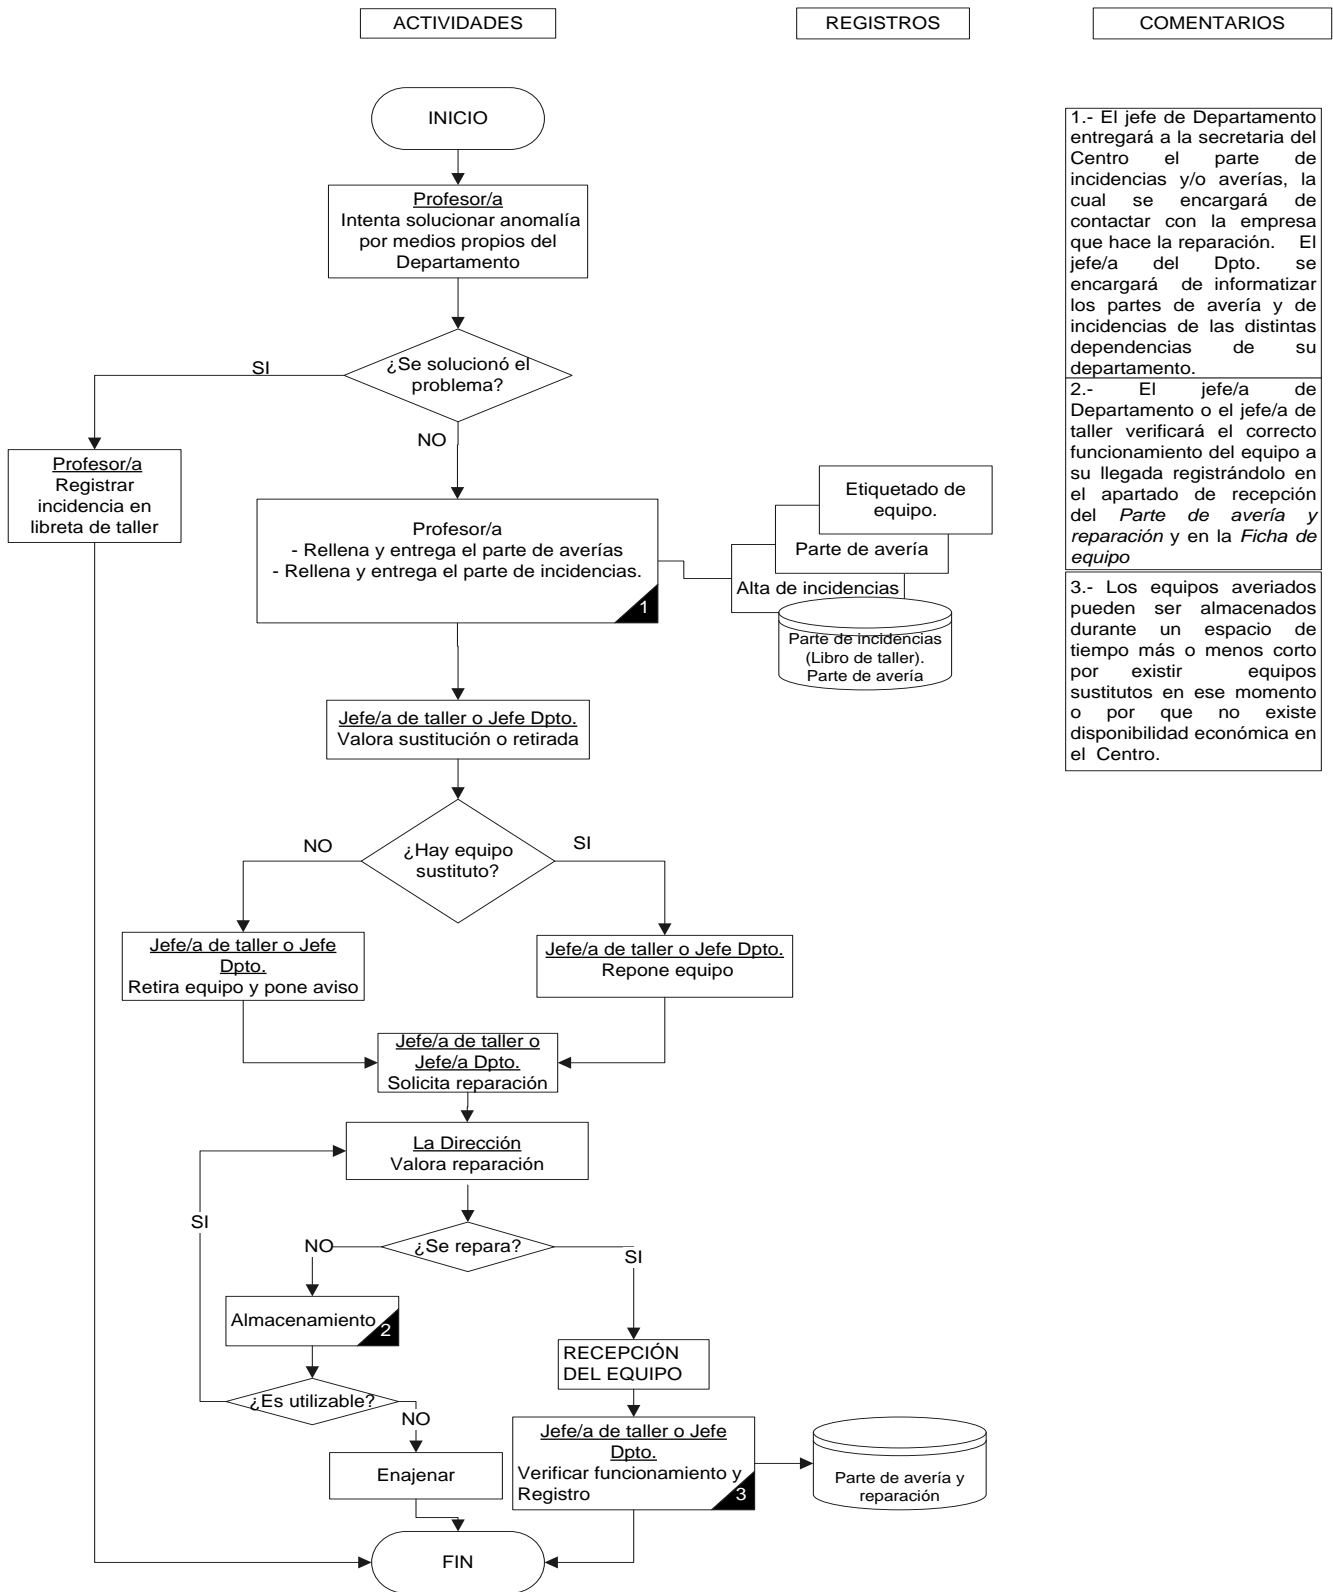 ACTIVIDADES
REGISTROS
COMENTARIOS
INICIO
Profesor/a
Intenta solucionar anomalía
por medios propios del
Departamento
¿Se solucionó el
problema?
SI
NO
Profesor/a
Registrar
incidencia en
libreta de taller
Profesor/a
- Rellena y entrega el parte de averías
- Rellena y entrega el parte de incidencias.
1
Etiquetado de
equipo.
Parte de avería
Alta de incidencias
Parte de incidencias
(Libro de taller).
Parte de avería
Jefe/a de taller o Jefe Dpto.
Valora sustitución o retirada
¿Hay equipo
sustituto?
NO
SI
Jefe/a de taller o Jefe
Dpto.
Retira equipo y pone aviso
Jefe/a de taller o Jefe Dpto.
Repone equipo
Jefe/a de taller o
Jefe/a Dpto.
Solicita reparación
La Dirección
Valora reparación
¿Se repara?
NO
SI
SI
Almacenamiento
2
¿Es utilizable?
NO
Enajenar
RECEPCIÓN
DEL EQUIPO
Jefe/a de taller o Jefe
Dpto.
Verificar funcionamiento y
Registro
3
Parte de avería y
reparación
FIN
1.- El jefe de Departamento
entregará a la secretaria del
Centro el parte de
incidencias y/o averías, la
cual se encargará de
contactar con la empresa
que hace la reparación. El
jefe/a del Dpto. se
encargará de informatizar
los partes de avería y de
incidencias de las distintas
dependencias de su
departamento.
2.- El jefe/a de
Departamento o el jefe/a de
taller verificará el correcto
funcionamiento del equipo a
su llegada registrándolo en
el apartado de recepción
del Parte de avería y
reparación y en la Ficha de
equipo
3.- Los equipos averiados
pueden ser almacenados
durante un espacio de
tiempo más o menos corto
por existir equipos
sustitutos en ese momento
o por que no existe
disponibilidad económica en
el Centro.